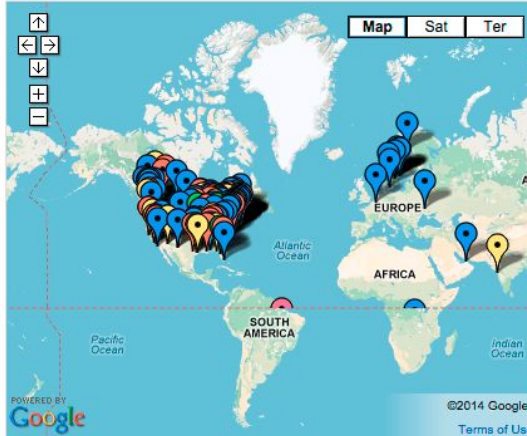 Map
Sat
Ter
EUROPE
A
Atlantic
Ocean
AFRICA
SOUTH
AMERICA
Pacific
Ocean
Indian
Ocean
POWERED BY
Google
©2014 Google
Terms of Us